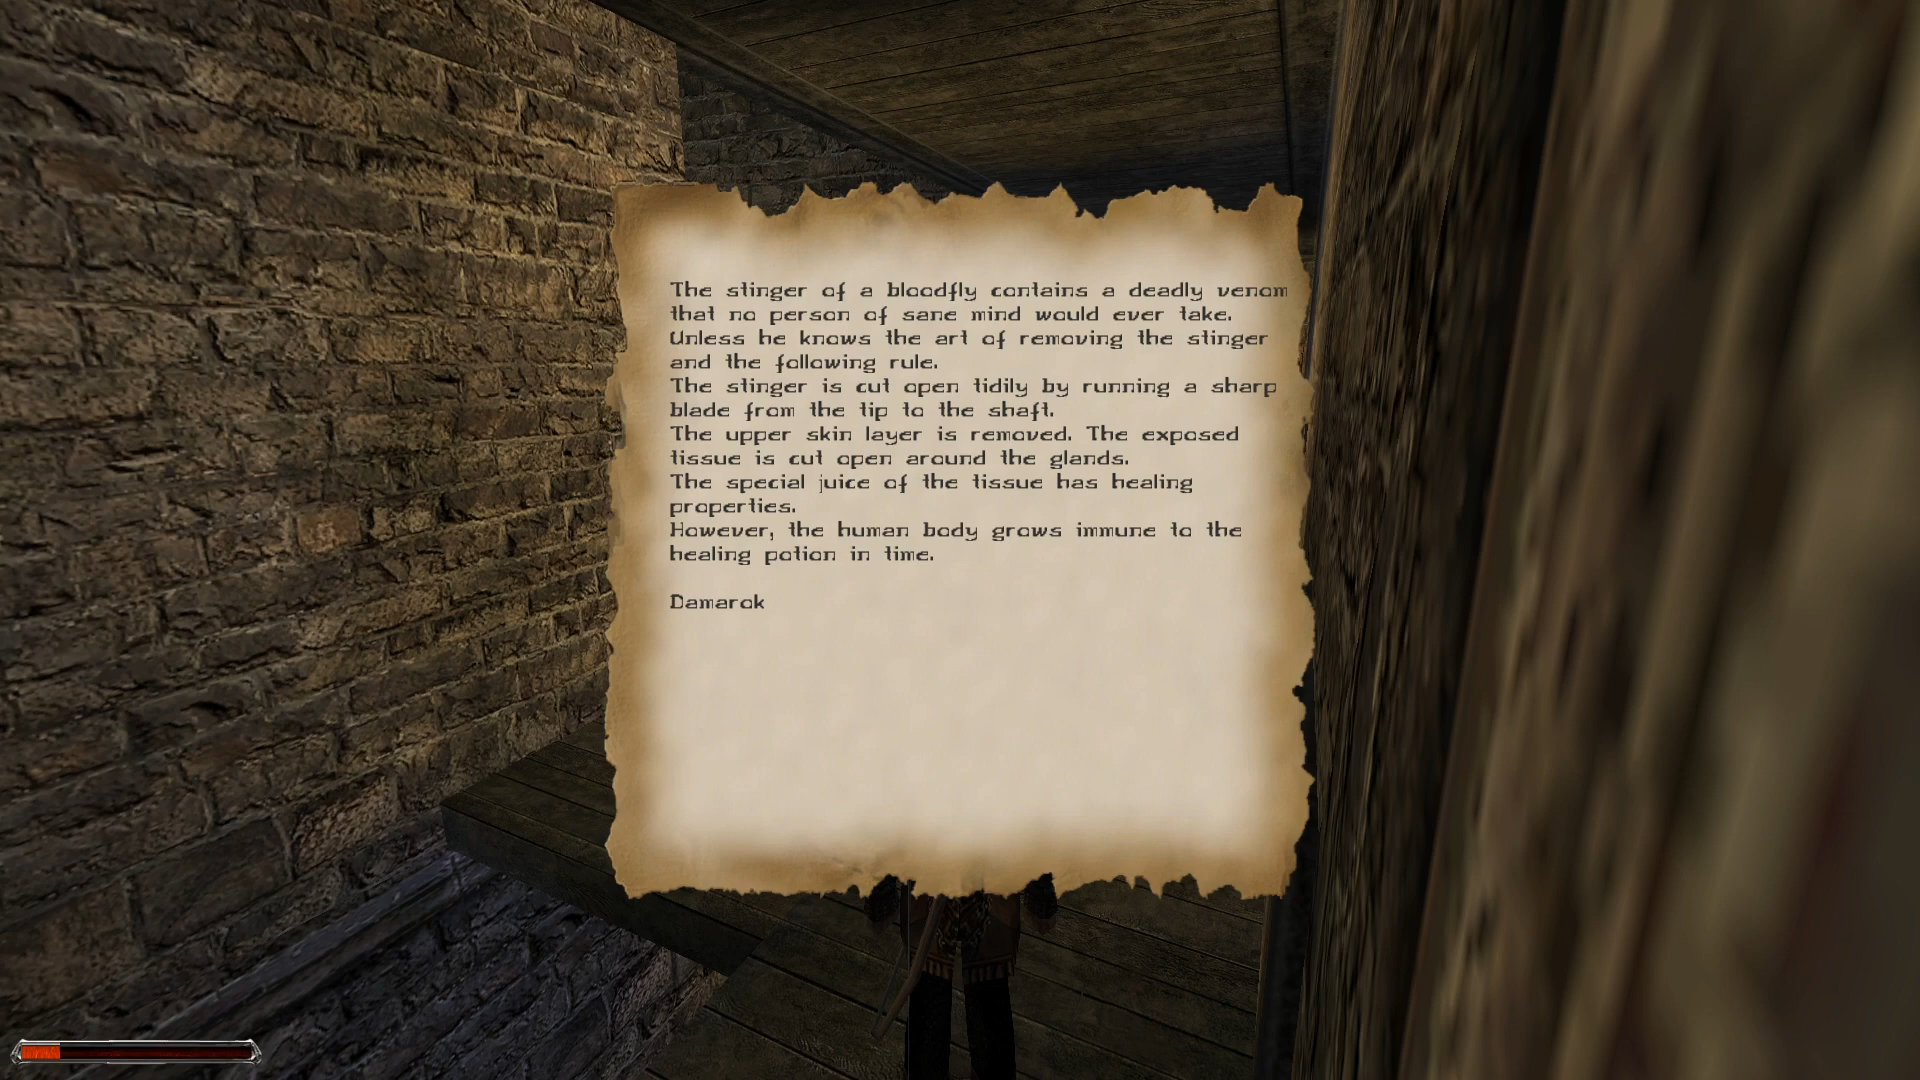 The stinger of a bloodfly contains a deadly venom
that no person of sane mind would ever take.
Unless he knows the art of removing the stinger
and the following rule.
The stinger is cut open tidily by running a sharp
blade from the tip to the shaft.
The upper skin layer is removed. The exposed
tissue is cut open around the glands.
The special juice of the tissue has healing
properties.
However, the human body grows immune to the
healing potion in time.
Damarok